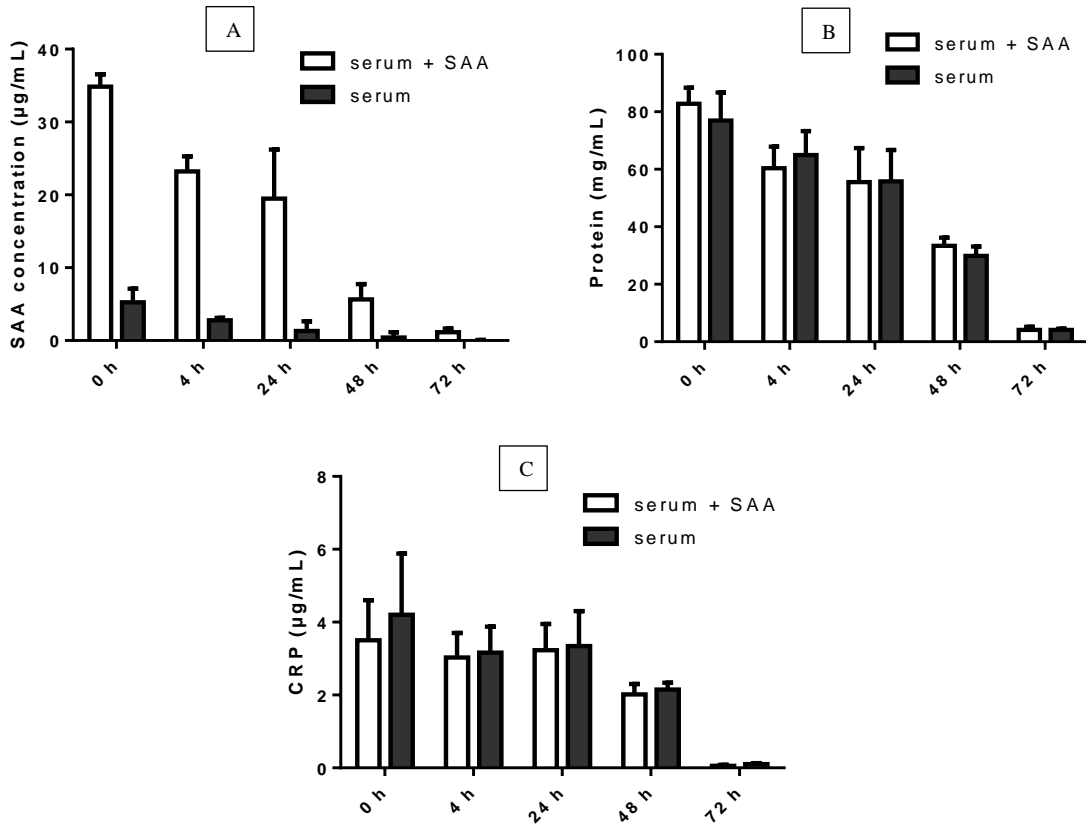 A
SAA concentration (µg/mL)
40
30
20
10
0
serum + SAA
serum
0 h
4 h
24 h
48 h
72 h
B
Protein (mg/mL)
100
80
60
40
20
0
serum + SAA
serum
0 h
4 h
24 h
48 h
72 h
C
CRP (µg/mL)
8
6
4
2
0
serum + SAA
serum
0 h
4 h
24 h
48 h
72 h